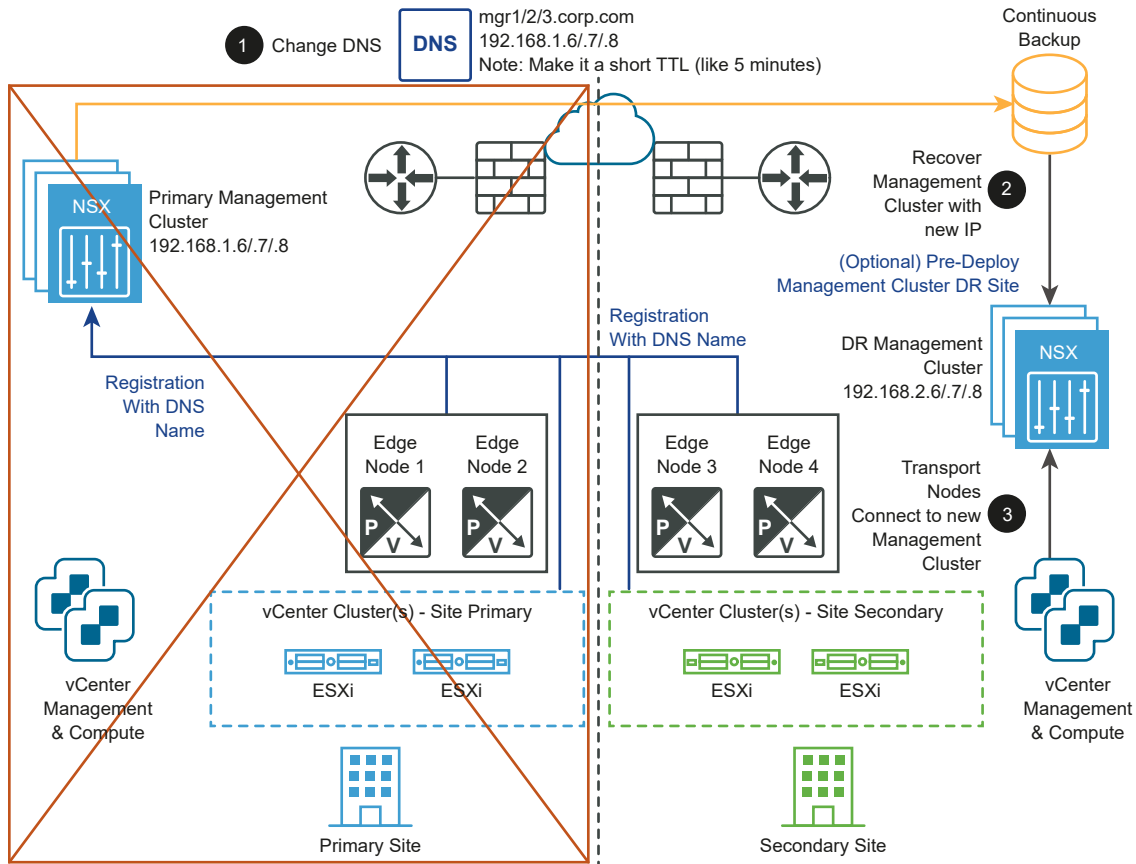 1
Change DNS
DNS
mgr1/2/3.corp.com
192.168.1.6/.7/.8
Note: Make it a short TTL (like 5 minutes)
Continuous
Backup
NSX
Primary Management
Cluster
192.168.1.6/.7/.8
Recover
Management
Cluster with
new IP
2
(Optional) Pre-Deploy
Management Cluster DR Site
Registration
With DNS Name
DR Management
Cluster
192.168.2.6/.7/.8
NSX
Registration
With DNS
Name
Edge
Node 1
P
V
Edge
Node 2
P
V
Edge
Node 3
P
V
Edge
Node 4
P
V
Transport
Nodes
Connect to new
Management
Cluster
3
vCenter Cluster(s) - Site Primary
ESXi
ESXi
vCenter Cluster(s) - Site Secondary
ESXi
ESXi
vCenter
Management
& Compute
vCenter
Management
& Compute
Primary Site
Secondary Site